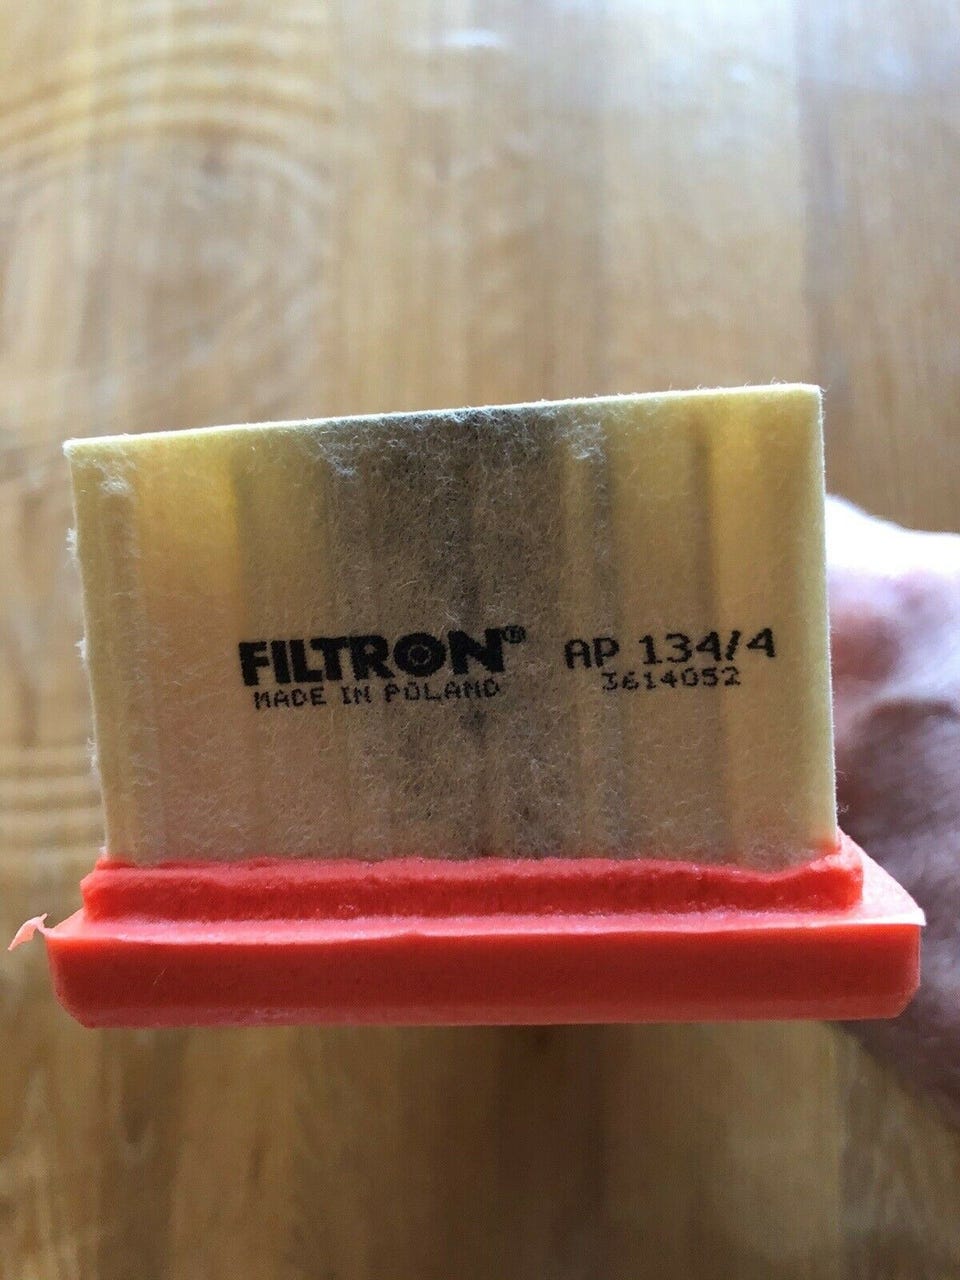 FILTRON® AP 134/4
MADE IN POLAND 3614052